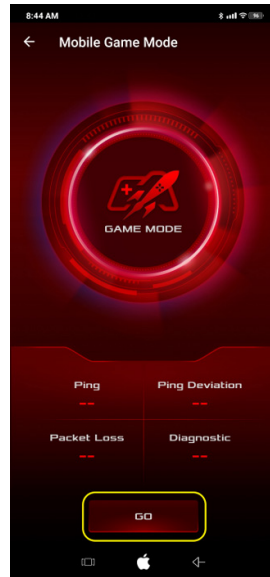 8:44 AM
Mobile Game Mode
GAME MODE
Ping
Ping Deviation
--
--
Packet Loss
Diagnostic
--
--
GO